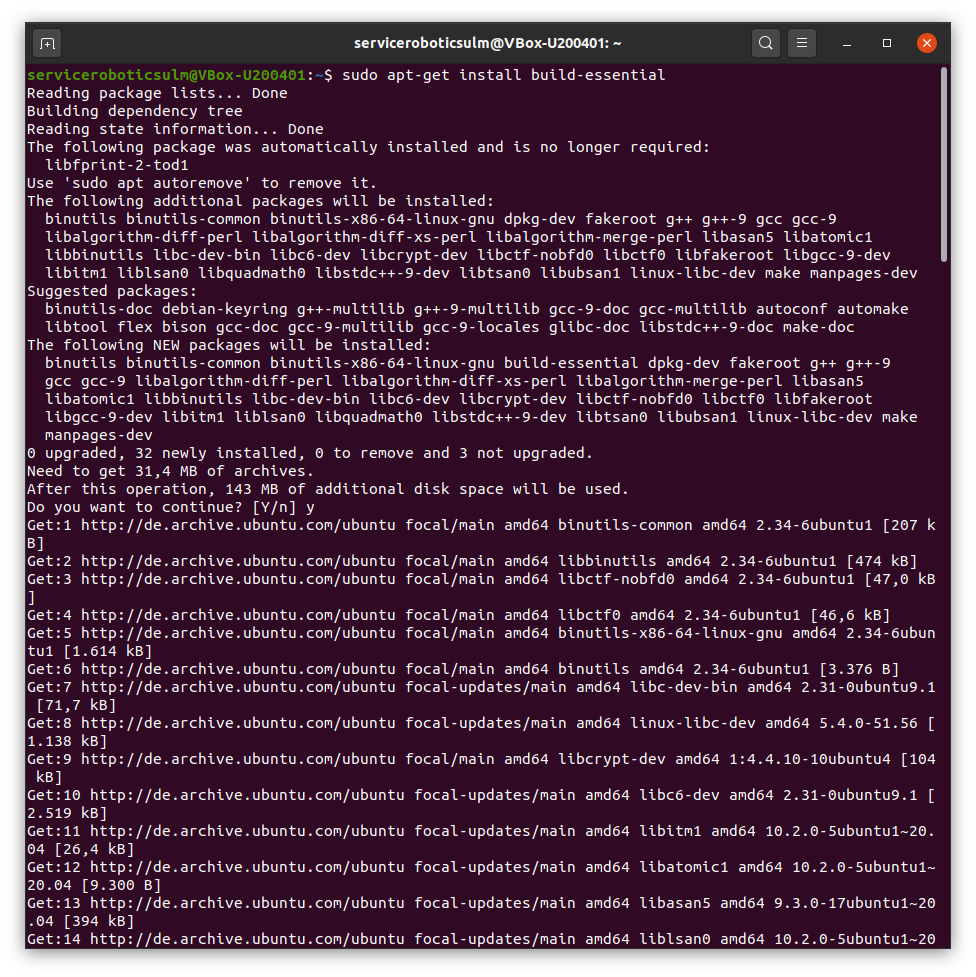 serviceroboticsulm@VBox-U200401: ~
serviceroboticsulm@VBox-U200401:~$ sudo apt-get install build-essential
Reading package lists... Done
Building dependency tree
Reading state information... Done
The following package was automatically installed and is no longer required:
  libfprint-2-tod1
Use 'sudo apt autoremove' to remove it.
The following additional packages will be installed:
  binutils binutils-common binutils-x86-64-linux-gnu dpkg-dev fakeroot g++ g++-9 gcc gcc-9
  libalgorithm-diff-perl libalgorithm-diff-xs-perl libalgorithm-merge-perl libasan5 libatomic1
  libbinutils libc-dev-bin libc6-dev libcrypt-dev libctf-nobfd0 libctf0 libfakeroot libgcc-9-dev
  libitm1 liblsan0 libquadmath0 libstdc++-9-dev libtsan0 libubsan1 linux-libc-dev make manpages-dev
Suggested packages:
  binutils-doc debian-keyring g++-multilib g++-9-multilib gcc-9-doc gcc-multilib autoconf automake
  libtool flex bison gcc-doc gcc-9-multilib gcc-9-locales glibc-doc libstdc++-9-doc make-doc
The following NEW packages will be installed:
  binutils binutils-common binutils-x86-64-linux-gnu build-essential dpkg-dev fakeroot g++ g++-9
  gcc gcc-9 libalgorithm-diff-perl libalgorithm-diff-xs-perl libalgorithm-merge-perl libasan5
  libatomic1 libbinutils libc-dev-bin libc6-dev libcrypt-dev libctf-nobfd0 libctf0 libfakeroot
  libgcc-9-dev libitm1 liblsan0 libquadmath0 libstdc++-9-dev libtsan0 libubsan1 linux-libc-dev make
  manpages-dev
0 upgraded, 32 newly installed, 0 to remove and 3 not upgraded.
Need to get 31,4 MB of archives.
After this operation, 143 MB of additional disk space will be used.
Do you want to continue? [Y/n] y
Get:1 http://de.archive.ubuntu.com/ubuntu focal/main amd64 binutils-common amd64 2.34-6ubuntu1 [207 k
B]
Get:2 http://de.archive.ubuntu.com/ubuntu focal/main amd64 libbinutils amd64 2.34-6ubuntu1 [474 kB]
Get:3 http://de.archive.ubuntu.com/ubuntu focal/main amd64 libctf-nobfd0 amd64 2.34-6ubuntu1 [47,0 kB
]
Get:4 http://de.archive.ubuntu.com/ubuntu focal/main amd64 libctf0 amd64 2.34-6ubuntu1 [46,6 kB]
Get:5 http://de.archive.ubuntu.com/ubuntu focal/main amd64 binutils-x86-64-linux-gnu amd64 2.34-6ubun
tu1 [1.614 kB]
Get:6 http://de.archive.ubuntu.com/ubuntu focal/main amd64 binutils amd64 2.34-6ubuntu1 [3.376 B]
Get:7 http://de.archive.ubuntu.com/ubuntu focal-updates/main amd64 libc-dev-bin amd64 2.31-0ubuntu9.1
 [71,7 kB]
Get:8 http://de.archive.ubuntu.com/ubuntu focal-updates/main amd64 linux-libc-dev amd64 5.4.0-51.56 [
1.138 kB]
Get:9 http://de.archive.ubuntu.com/ubuntu focal/main amd64 libcrypt-dev amd64 1:4.4.10-10ubuntu4 [104
 kB]
Get:10 http://de.archive.ubuntu.com/ubuntu focal-updates/main amd64 libc6-dev amd64 2.31-0ubuntu9.1 [
2.519 kB]
Get:11 http://de.archive.ubuntu.com/ubuntu focal-updates/main amd64 libitm1 amd64 10.2.0-5ubuntu1~20.
04 [26,4 kB]
Get:12 http://de.archive.ubuntu.com/ubuntu focal-updates/main amd64 libatomic1 amd64 10.2.0-5ubuntu1~
20.04 [9.300 B]
Get:13 http://de.archive.ubuntu.com/ubuntu focal-updates/main amd64 libasan5 amd64 9.3.0-17ubuntu1~20
.04 [394 kB]
Get:14 http://de.archive.ubuntu.com/ubuntu focal-updates/main amd64 liblsan0 amd64 10.2.0-5ubuntu1~20